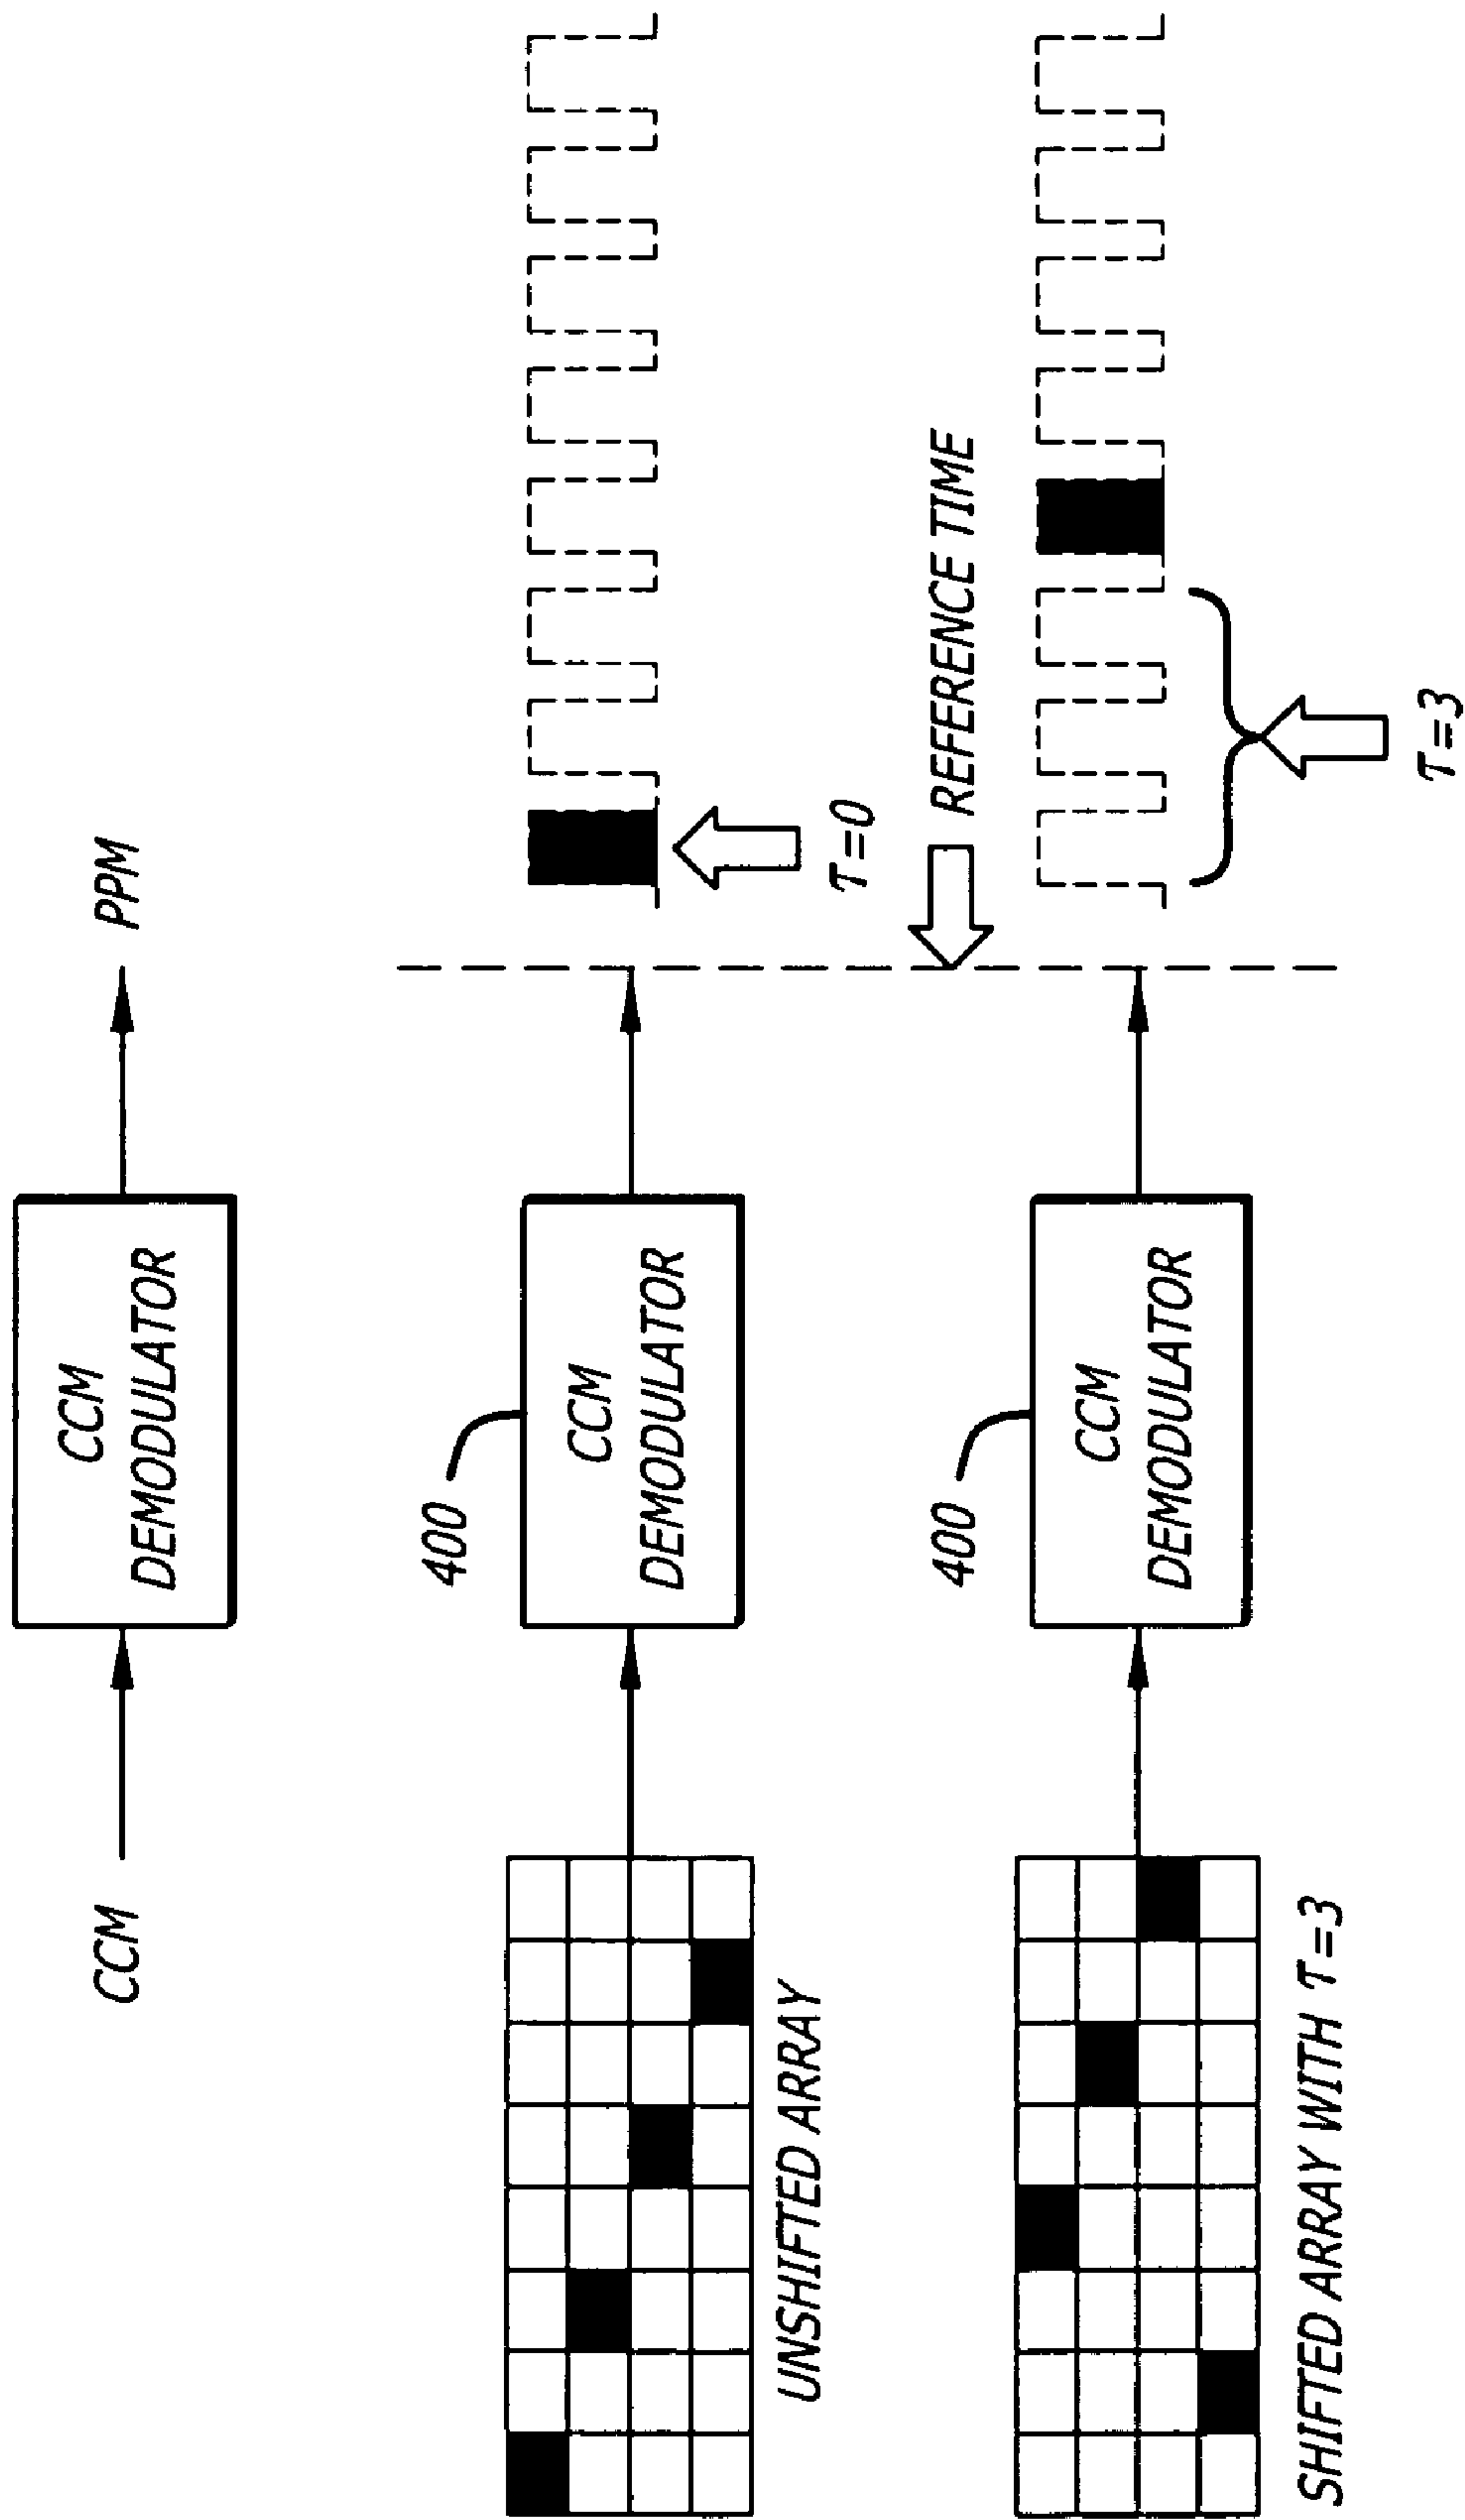 CCM
CCM
DEMODULATOR
PPM
400
CCM
DEMODULATOR
T=0
UNSHIFTED ARRAY
REFERENCE TIME
400
CCM
DEMODULATOR
T=3
SHIFTED ARRAY WITH T=3